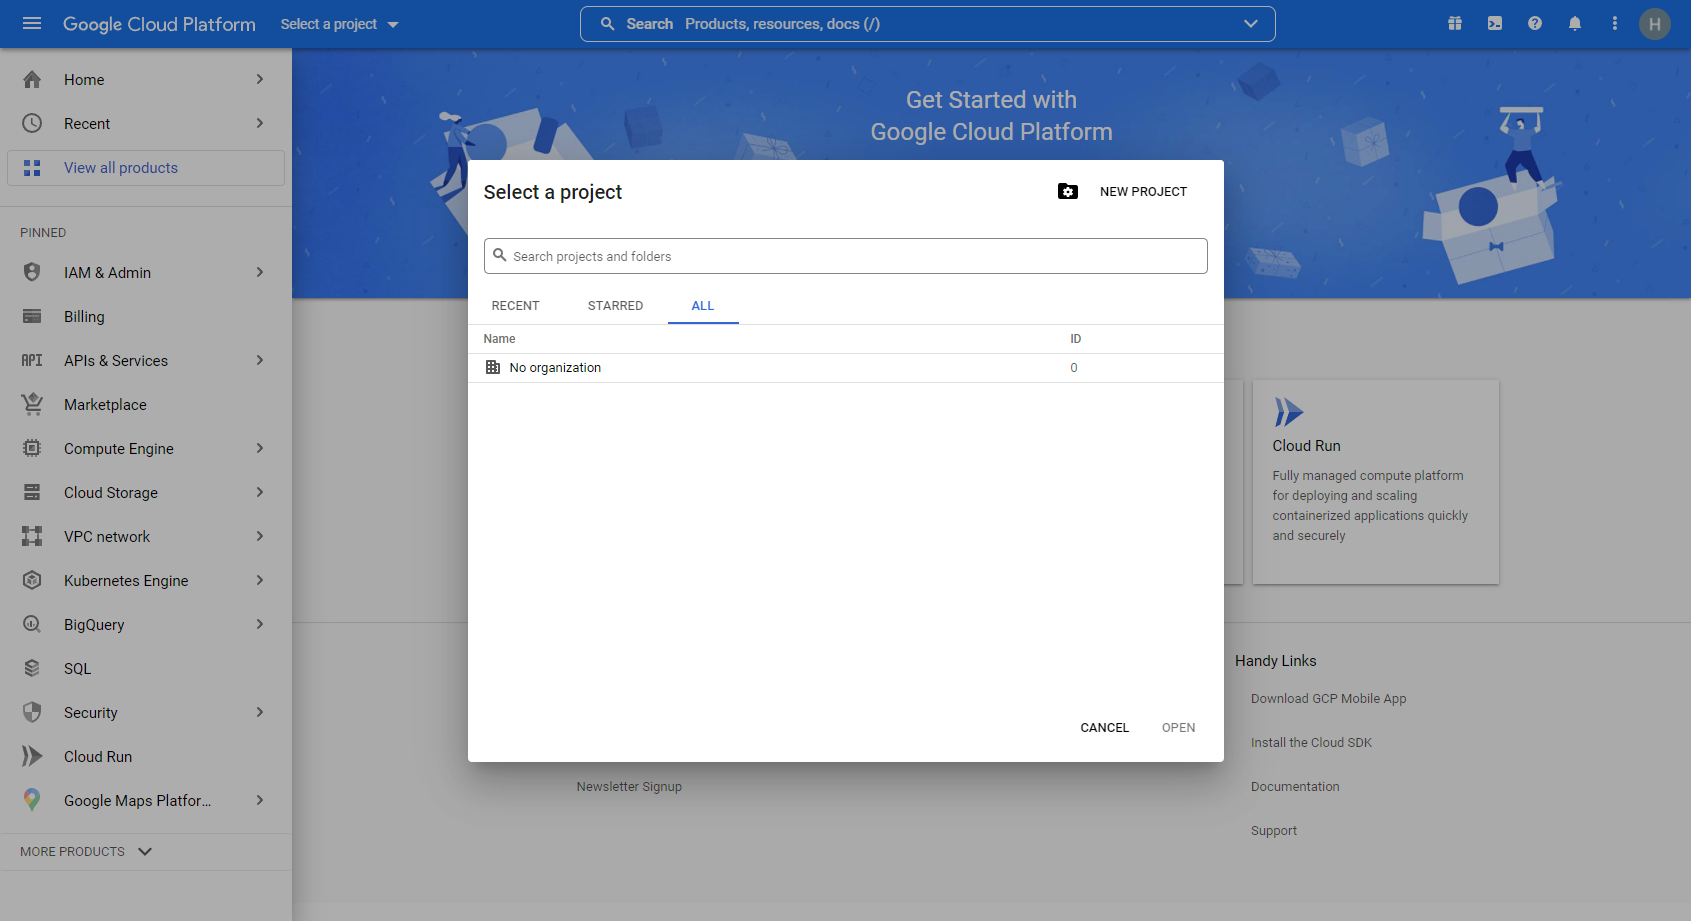 Google Cloud Platform
Select a project
Search Products, resources, docs (/)
H
Home
Recent
View all products
PINNED
IAM & Admin
Billing
API APIs & Services
Marketplace
Compute Engine
Cloud Storage
VPC network
Kubernetes Engine
BigQuery
SQL
Security
Cloud Run
Google Maps Platfor...
MORE PRODUCTS
Get Started with
Google Cloud Platform
Select a project
NEW PROJECT
Search projects and folders
RECENT STARRED ALL
Name ID
No organization 0
CANCEL OPEN
Cloud Run
Fully managed compute platform
for deploying and scaling
containerized applications quickly
and securely
Newsletter Signup
Handy Links
Download GCP Mobile App
Install the Cloud SDK
Documentation
Support